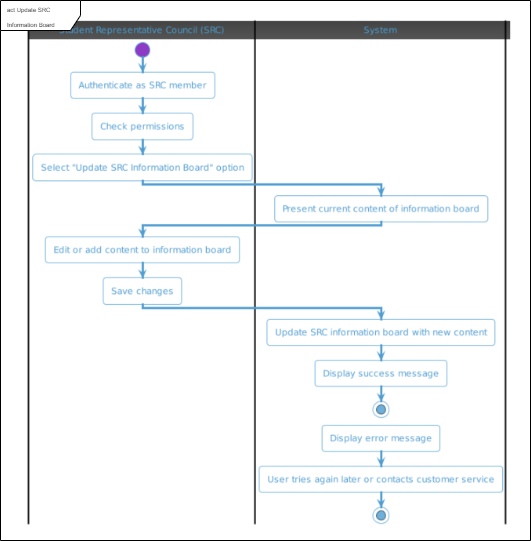 act Update SRC
Information Board
Student Representative Council (SRC)
System
Authenticate as SRC member
Check permissions
Select "Update SRC Information Board" option
Present current content of information board
Edit or add content to information board
Save changes
Update SRC information board with new content
Display success message
Display error message
User tries again later or contacts customer service